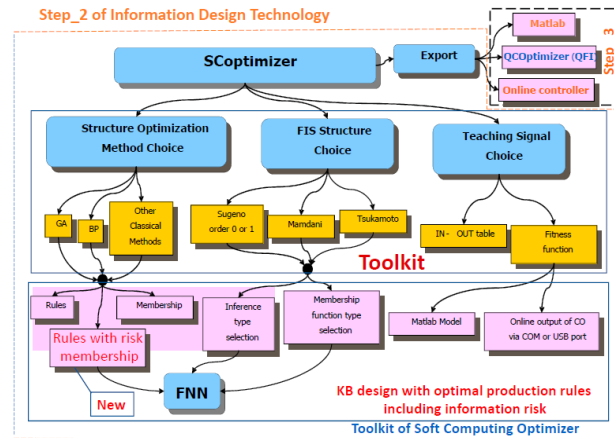 Step_2 of Information Design Technology
Step 3
Matlab
QCOptimizer (QFI)
Online controller
Export
SCoptimizer
Structure Optimization
Method Choice
FIS Structure
Choice
Teaching Signal
Choice
GA
BP
Other
Classical
Methods
Sugeno
order 0 or 1
Mamdani
Tsukamoto
IN- OUT table
Fitness
function
Toolkit
Rules
Membership
Inference
type
selection
Membership
function type
selection
Matlab Model
Online output of CO
via COM or USB port
Rules with risk
membership
New
FNN
KB design with optimal production rules
including information risk
Toolkit of Soft Computing Optimizer